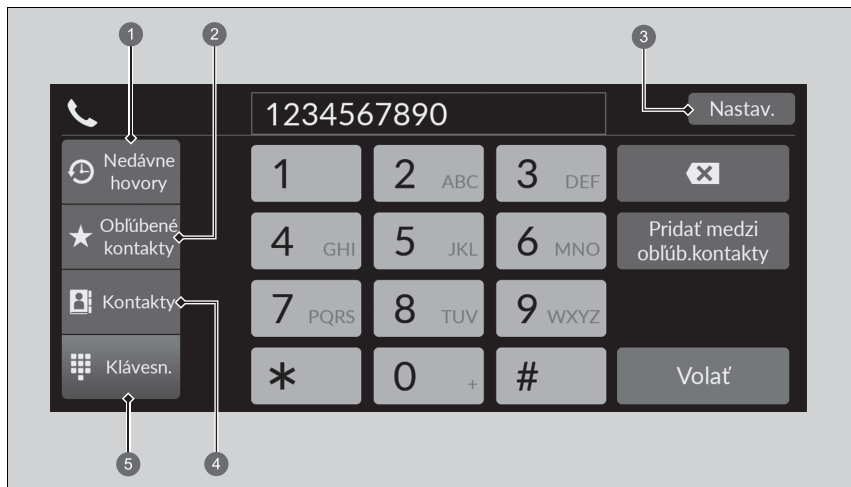 1 2 3
1234567890 Nastav.
Nedávne
hovory
Obľúbené
kontakty
Kontakty
Klávesn.
1 2 ABC 3 DEF
4 GHI 5 JKL 6 MNO
7 PQRS 8 TUV 9 WXYZ
* 0 + #
Pridať medzi
obľúb.kontakty
Volať
5 4